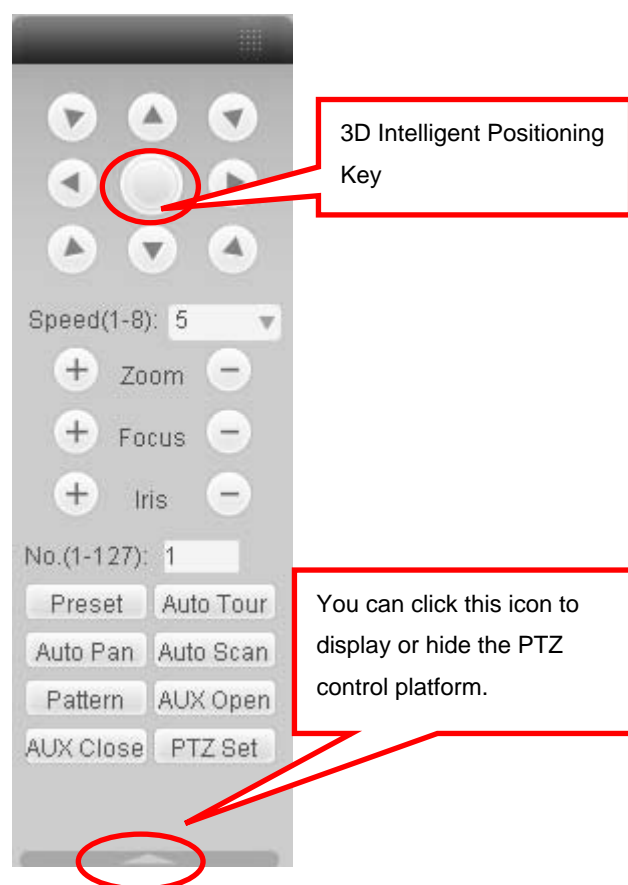 3D Intelligent Positioning
Key
Speed(1-8): 5
+ Zoom −
+ Focus −
+ Iris −
No.(1-127): 1
Preset Auto Tour
Auto Pan Auto Scan
Pattern AUX Open
AUX Close PTZ Set
You can click this icon to
display or hide the PTZ
control platform.